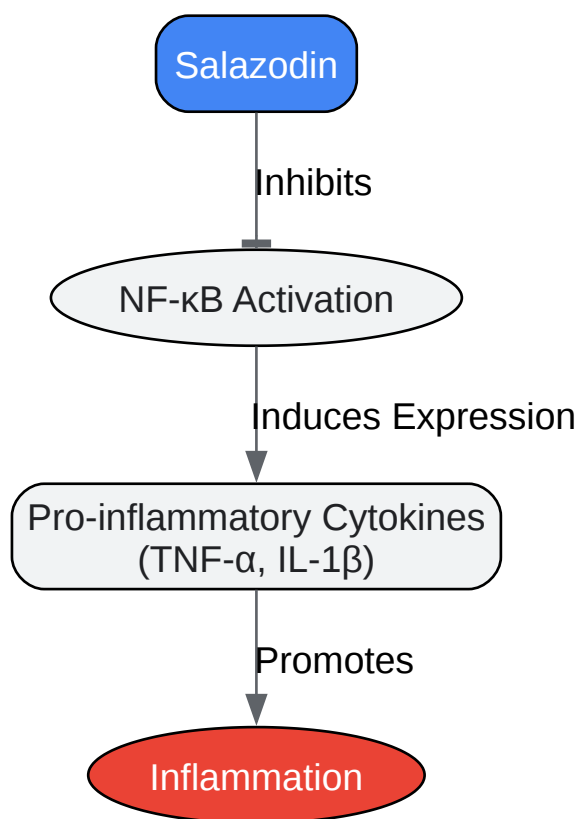 Salazodin
Inhibits
NF-κB Activation
Induces Expression
Pro-inflammatory Cytokines
(TNF-α, IL-1β)
Promotes
Inflammation